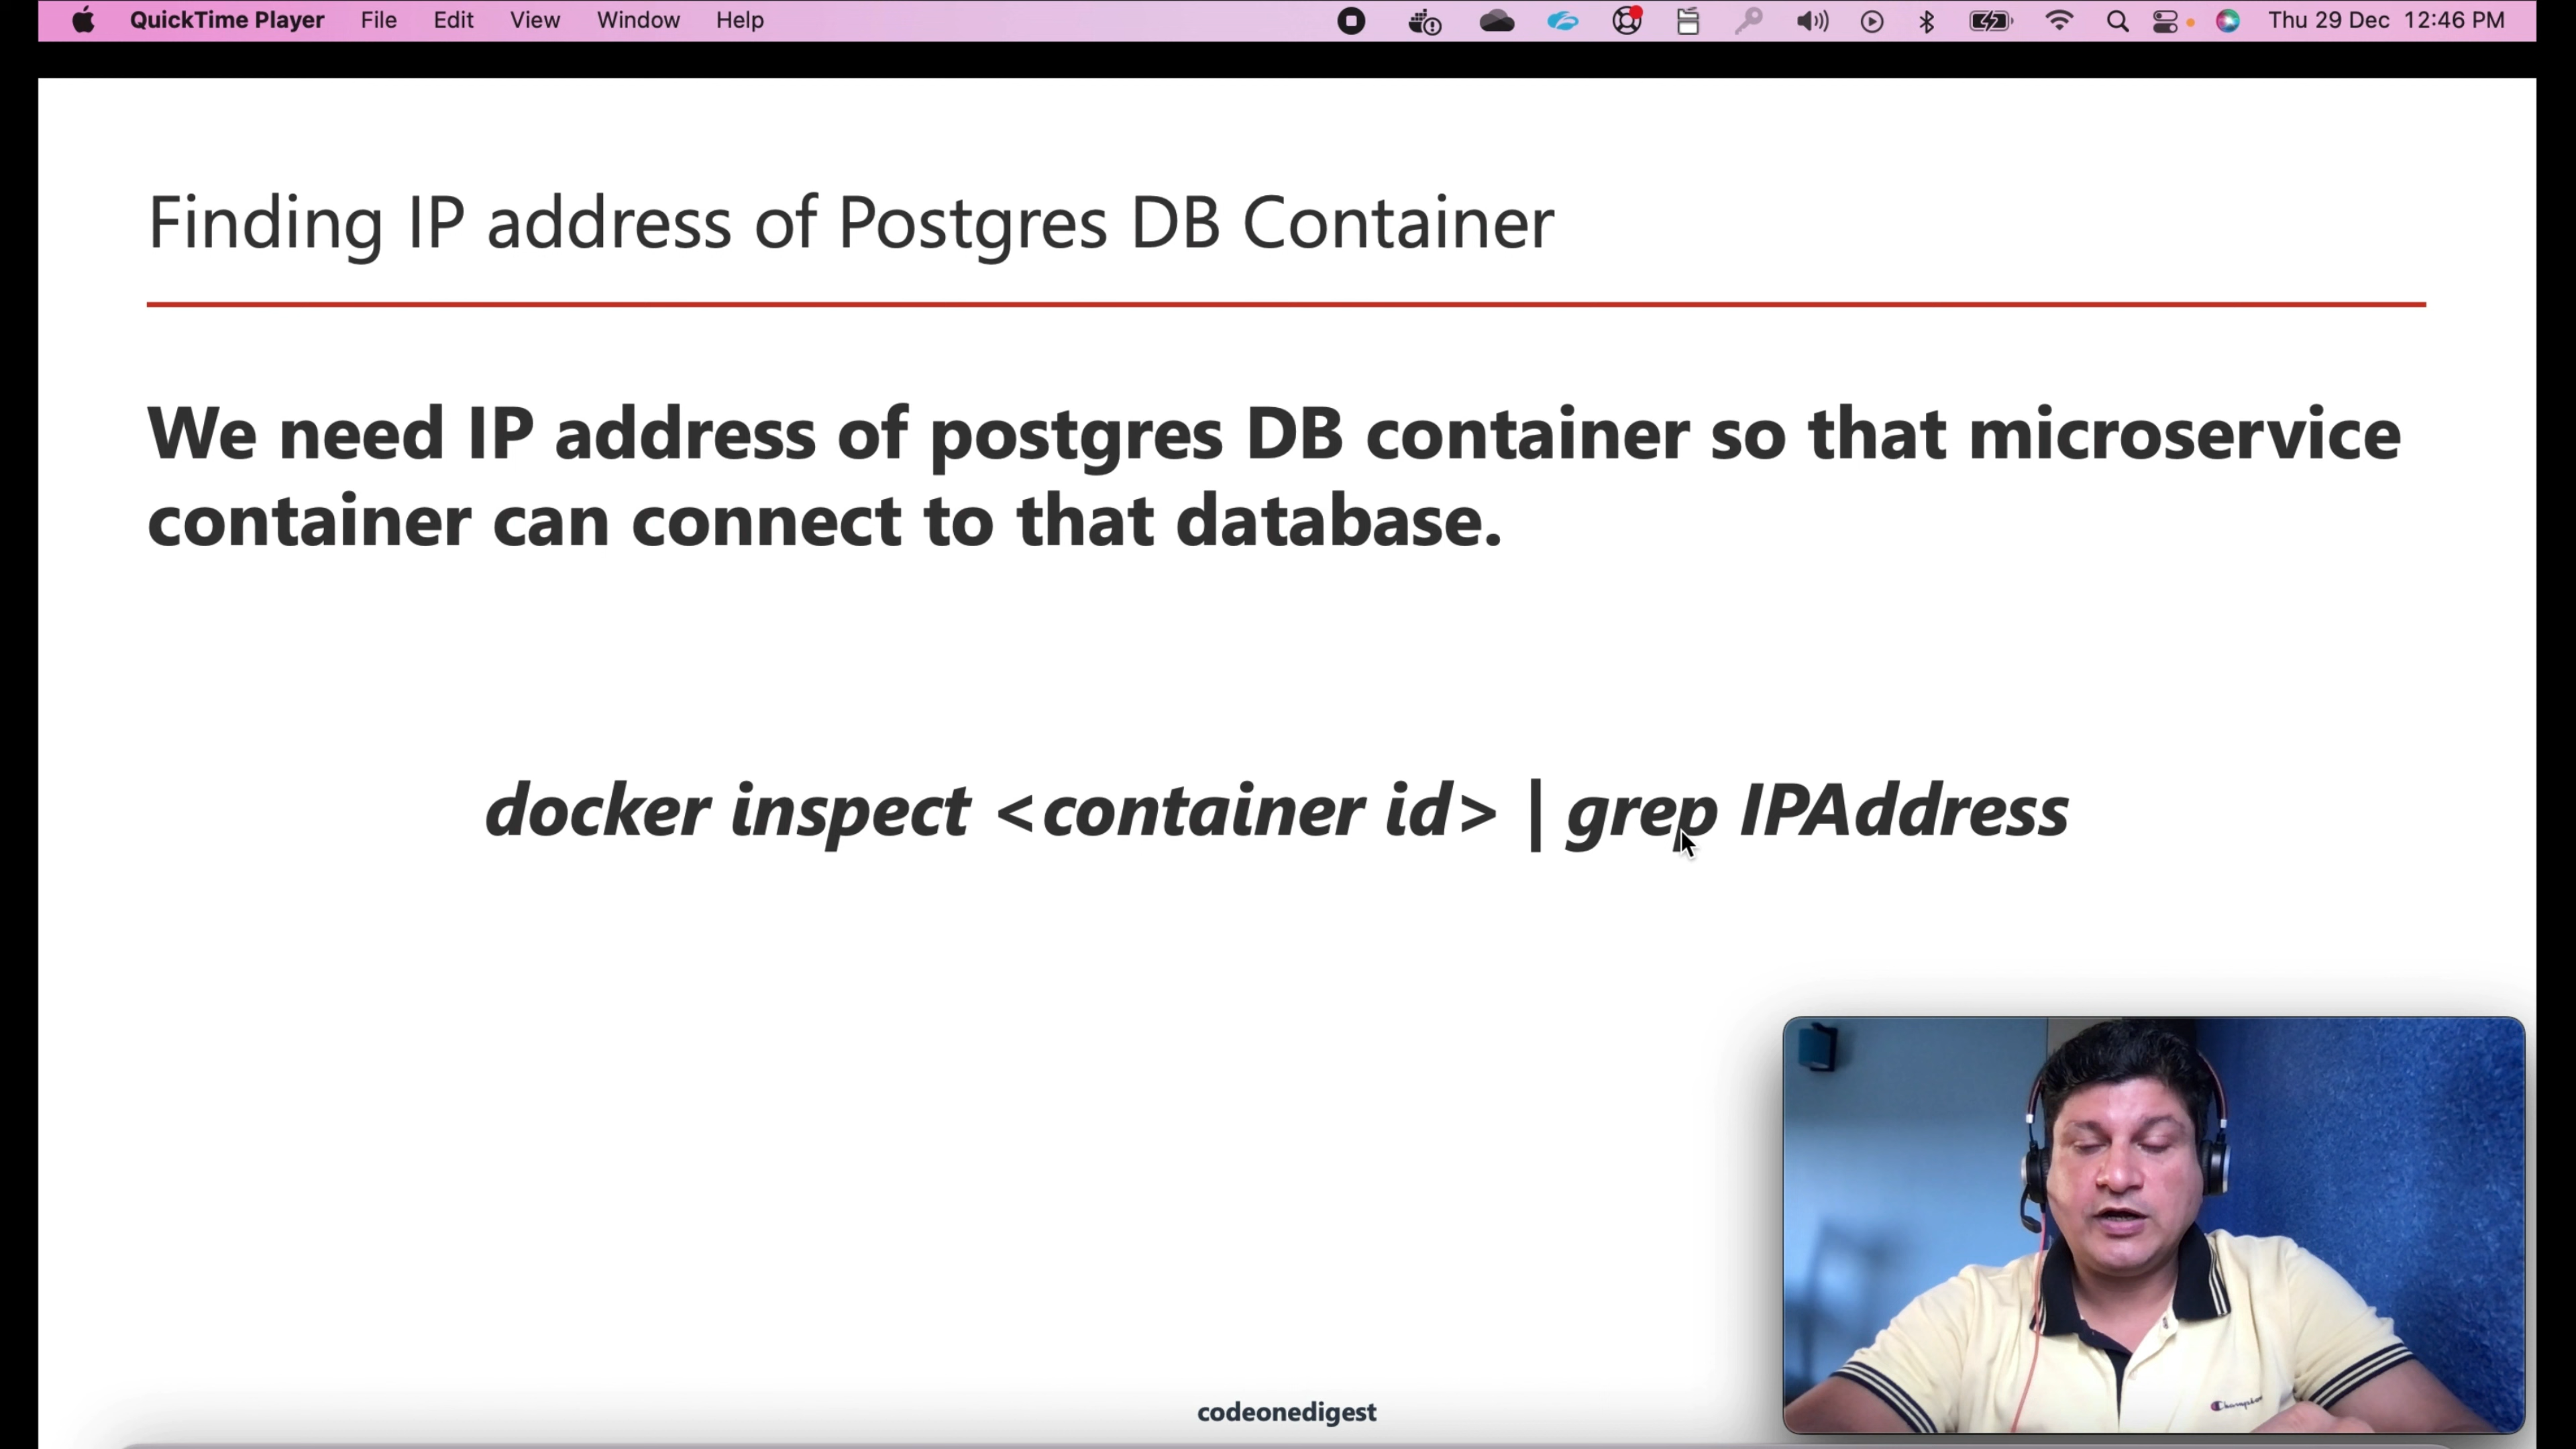 QuickTime Player File Edit View Window Help Thu 29 Dec 12:46 PM
Finding IP address of Postgres DB Container
We need IP address of postgres DB container so that microservice
container can connect to that database.
docker inspect <container id> | grep IPAddress
Champion
codeonedigest